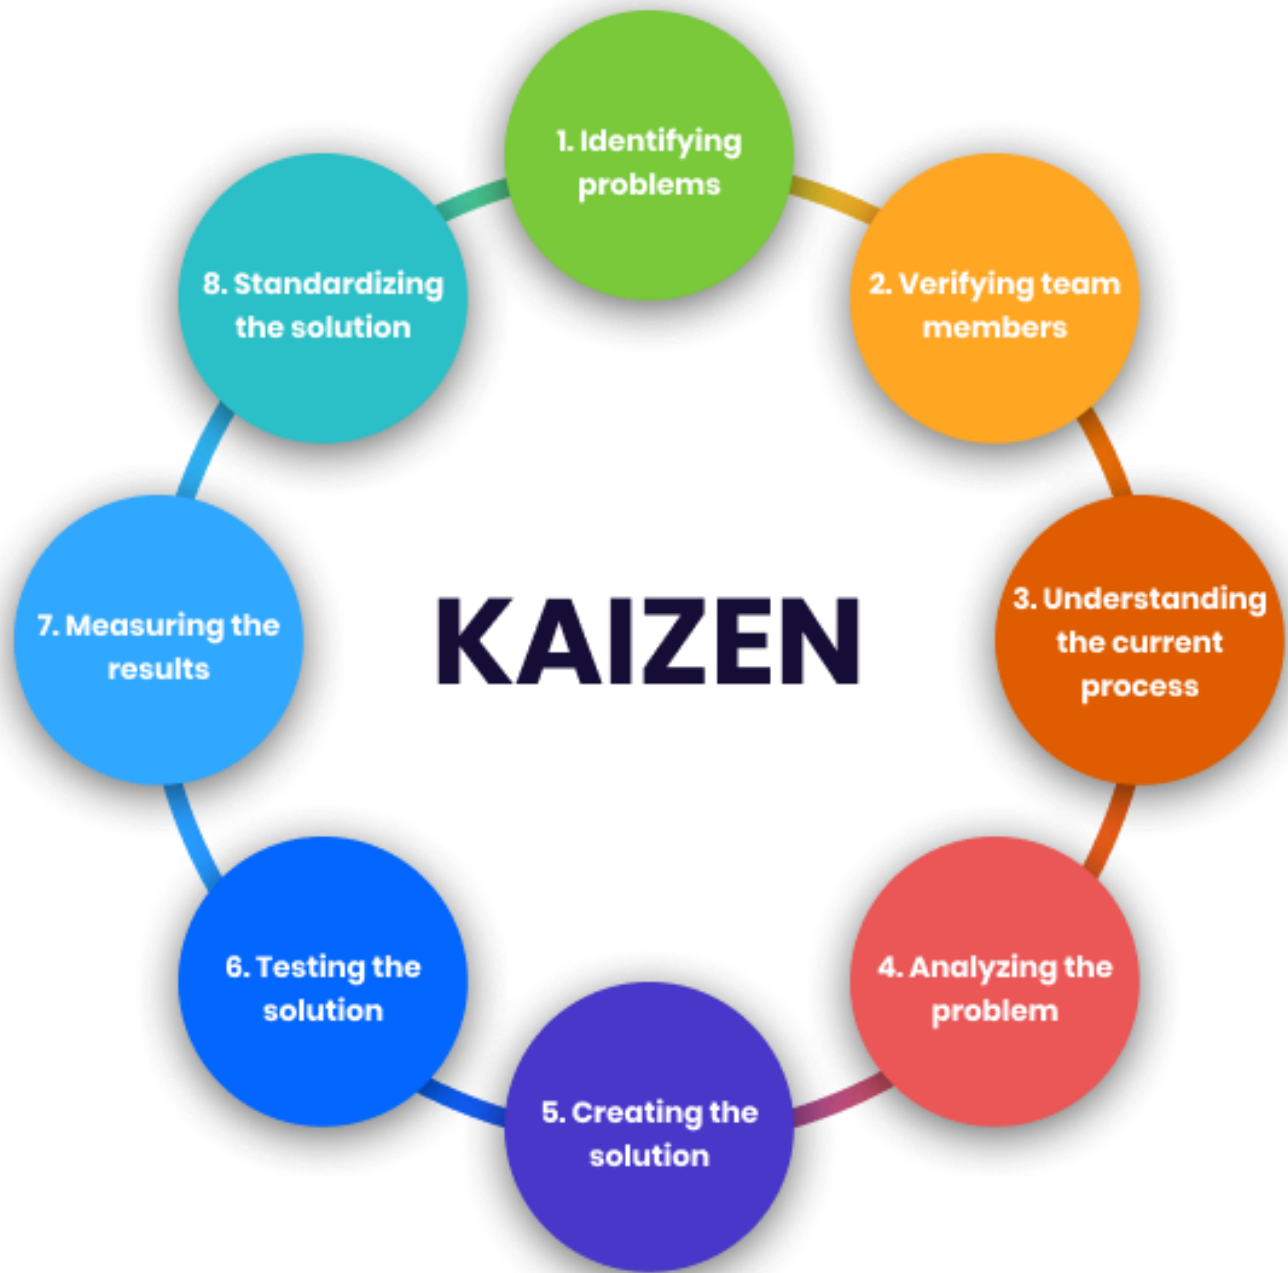 1. Identifying
problems
2. Verifying team
members
3. Understanding
the current
process
4. Analyzing the
problem
5. Creating the
solution
6. Testing the
solution
7. Measuring the
results
8. Standardizing
the solution
KAIZEN